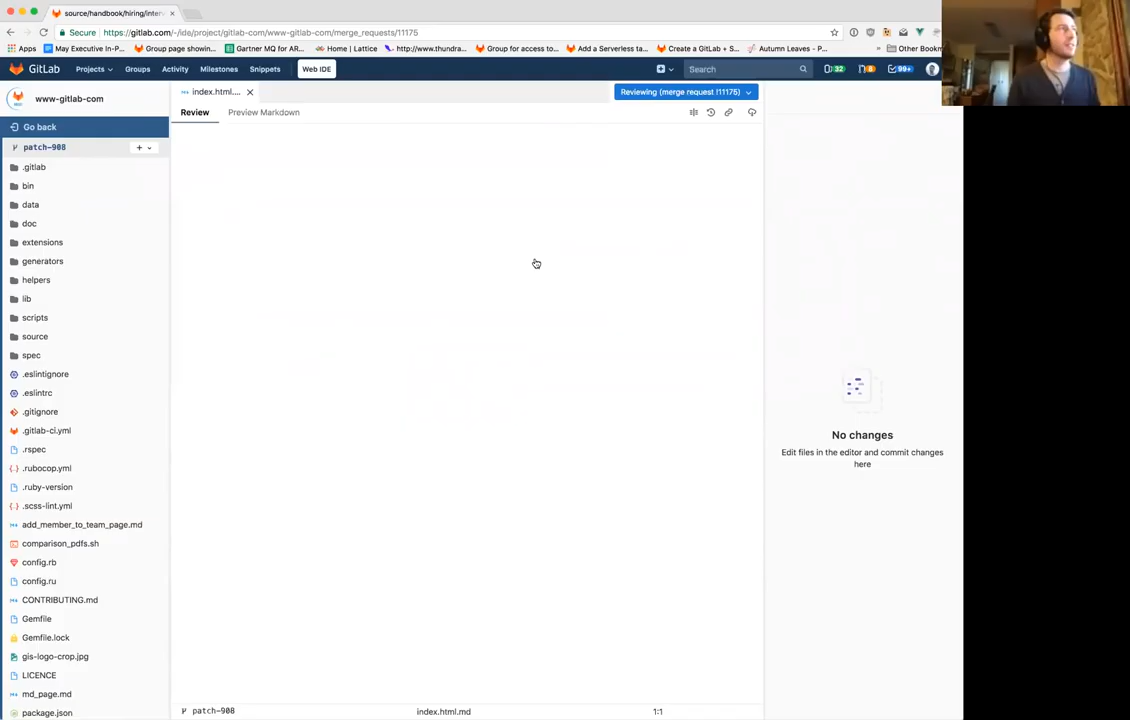 source/handbook/hiring/inter
Secure
https://gitlab.com/-/ide/project/gitlab-com/www-gitlab-com/merge_requests/11175
Apps
May Executive In-P...
Group page showin...
Gartner MQ for AR...
Home | Lattice
http://www.thundra...
Group for access to...
Add a Serverless ta...
Create a GitLab + S...
Autumn Leaves - P...
Other Bookm
GitLab
Projects
Groups
Activity
Milestones
Snippets
Web IDE
Search
32
8
99+
www-gitlab-com
index.html....
Reviewing (merge request !11175)
Go back
Review
Preview Markdown
patch-908
.gitlab
bin
data
doc
extensions
generators
helpers
lib
scripts
source
spec
.eslintignore
.eslintrc
.gitignore
.gitlab-ci.yml
.rspec
.rubocop.yml
.ruby-version
.scss-lint.yml
add_member_to_team_page.md
comparison_pdfs.sh
config.rb
config.ru
CONTRIBUTING.md
Gemfile
Gemfile.lock
gis-logo-crop.jpg
LICENCE
md_page.md
package.json
No changes
Edit files in the editor and commit changes
here
patch-908
index.html.md
1:1